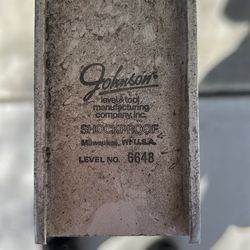 Johnson®
level & tool
manufacturing
company, inc.
SHOCKPROOF
Milwaukee, WI U.S.A.
LEVEL NO. 6648